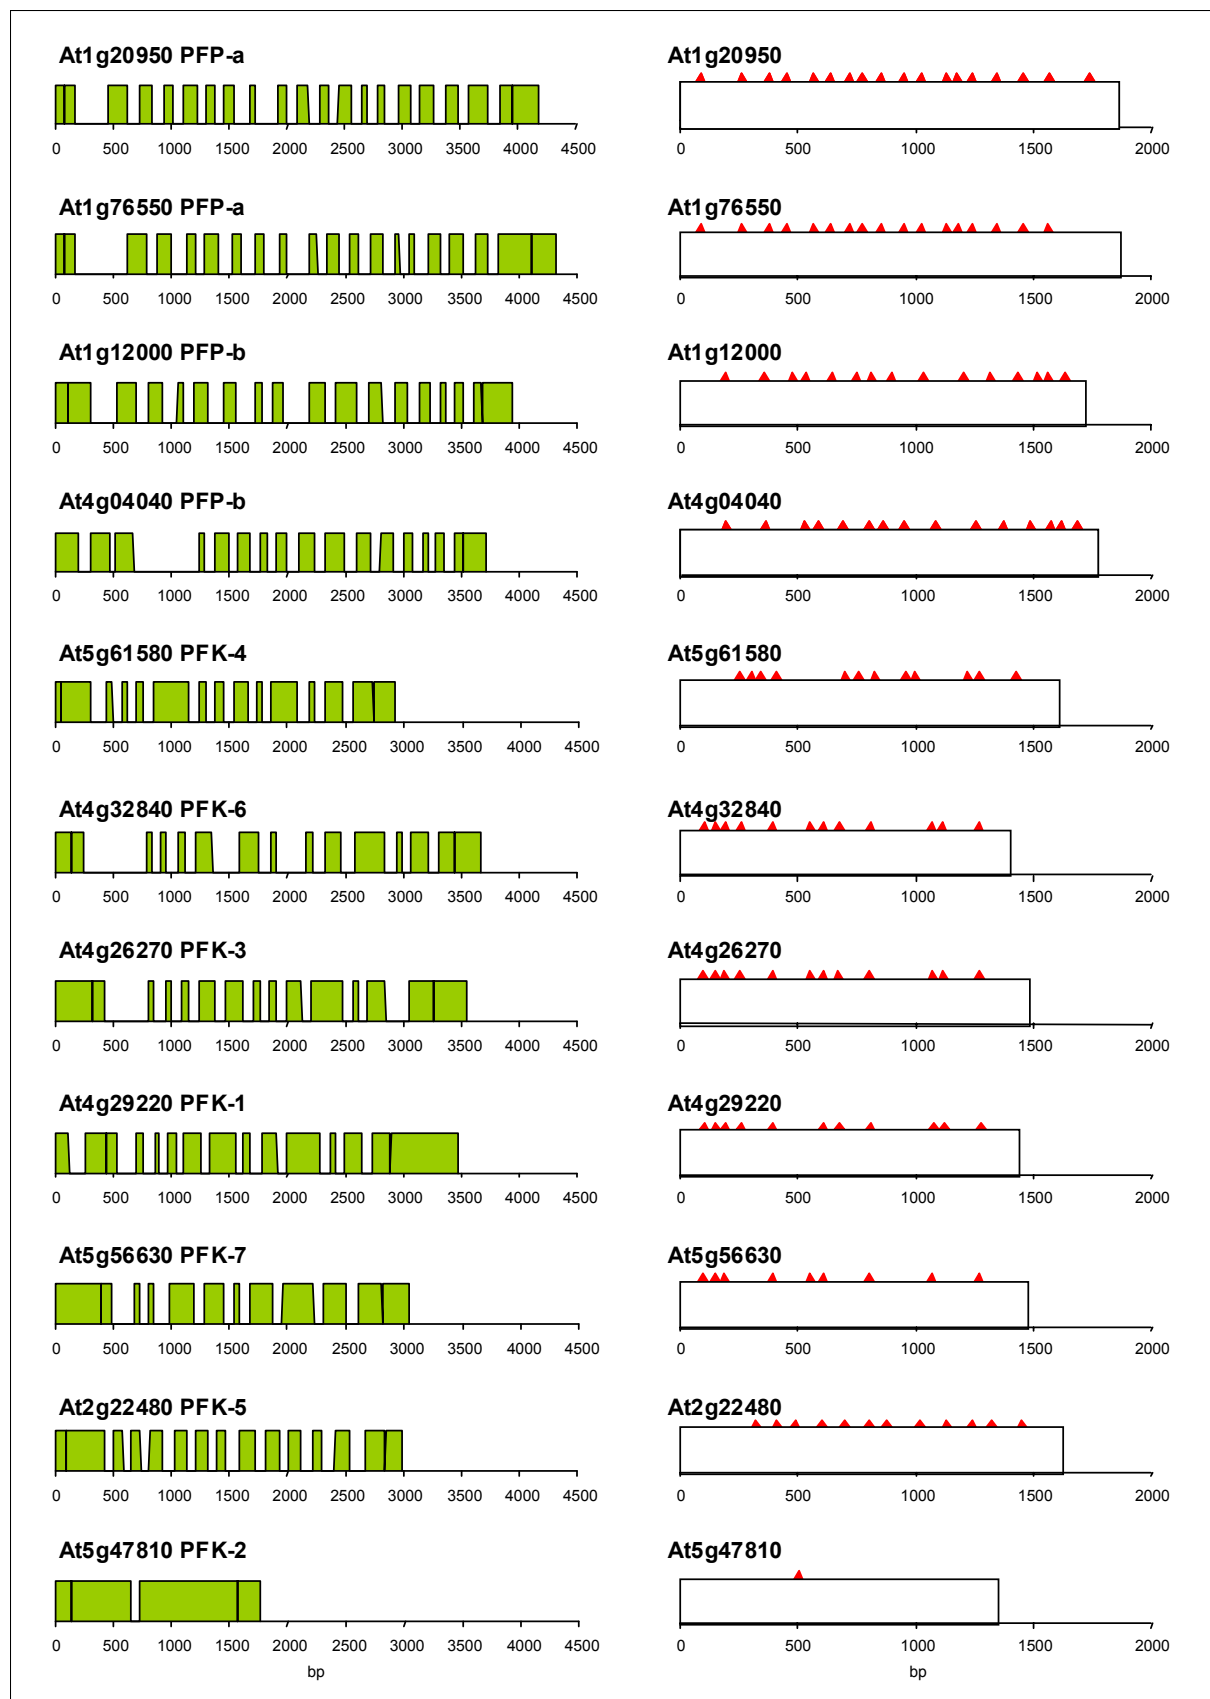 At1g20950 PFP-a At1g20950
0 500 1000 1500 2000 2500 3000 3500 4000 4500 0 500 1000 1500 2000
At1g76550 PFP-a At1g76550
0 500 1000 1500 2000 2500 3000 3500 4000 4500 0 500 1000 1500 2000
At1g12000 PFP-b At1g12000
0 500 1000 1500 2000 2500 3000 3500 4000 4500 0 500 1000 1500 2000
At4g04040 PFP-b At4g04040
0 500 1000 1500 2000 2500 3000 3500 4000 4500 0 500 1000 1500 2000
At5g61580 PFK-4 At5g61580
0 500 1000 1500 2000 2500 3000 3500 4000 4500 0 500 1000 1500 2000
At4g32840 PFK-6 At4g32840
0 500 1000 1500 2000 2500 3000 3500 4000 4500 0 500 1000 1500 2000
At4g26270 PFK-3 At4g26270
0 500 1000 1500 2000 2500 3000 3500 4000 4500 0 500 1000 1500 2000
At4g29220 PFK-1 At4g29220
0 500 1000 1500 2000 2500 3000 3500 4000 4500 0 500 1000 1500 2000
At5g56630 PFK-7 At5g56630
0 500 1000 1500 2000 2500 3000 3500 4000 4500 0 500 1000 1500 2000
At2g22480 PFK-5 At2g22480
0 500 1000 1500 2000 2500 3000 3500 4000 4500 0 500 1000 1500 2000
At5g47810 PFK-2 At5g47810
0 500 1000 1500 2000 2500 3000 3500 4000 4500 0 500 1000 1500 2000
bp bp